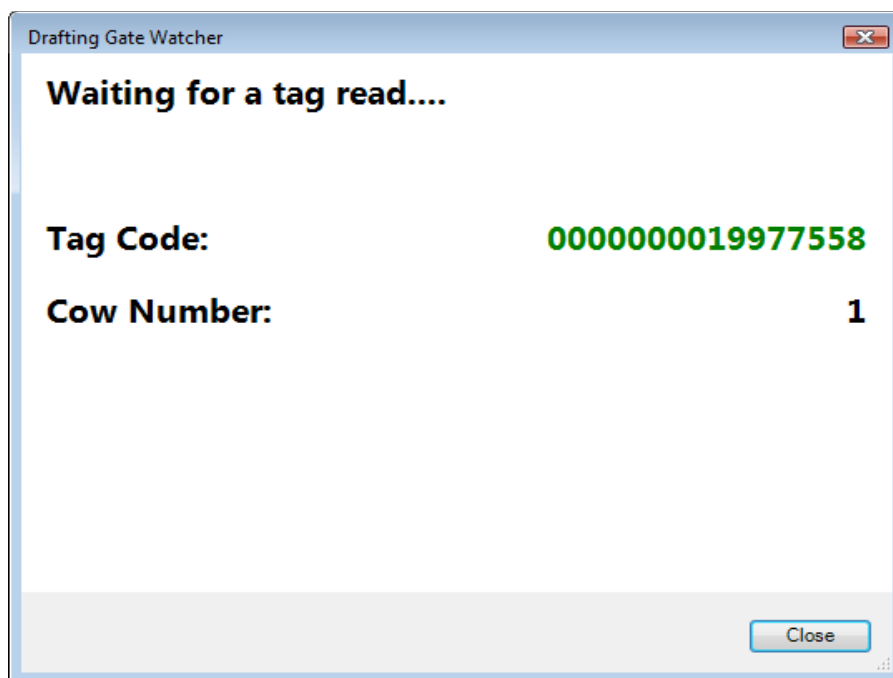 Drafting Gate Watcher
Waiting for a tag read....
Tag Code: 0000000019977558
Cow Number: 1
Close